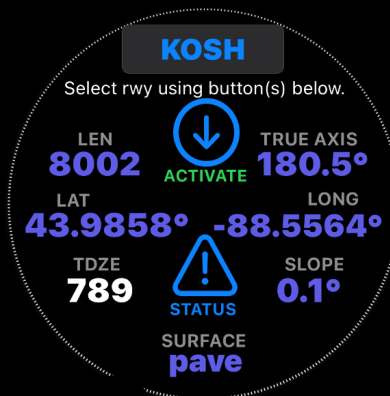 KOSH
Select rwy using button(s) below.
LEN
8002
ACTIVATE
TRUE AXIS
180.5°
LAT
43.9858°
LONG
-88.5564°
TDZE
789
STATUS
SLOPE
0.1°
SURFACE
pave